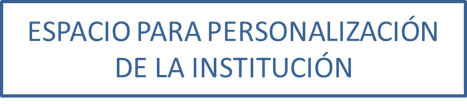 ESPACIO PARA PERSONALIZACIÓN
DE LA INSTITUCIÓN